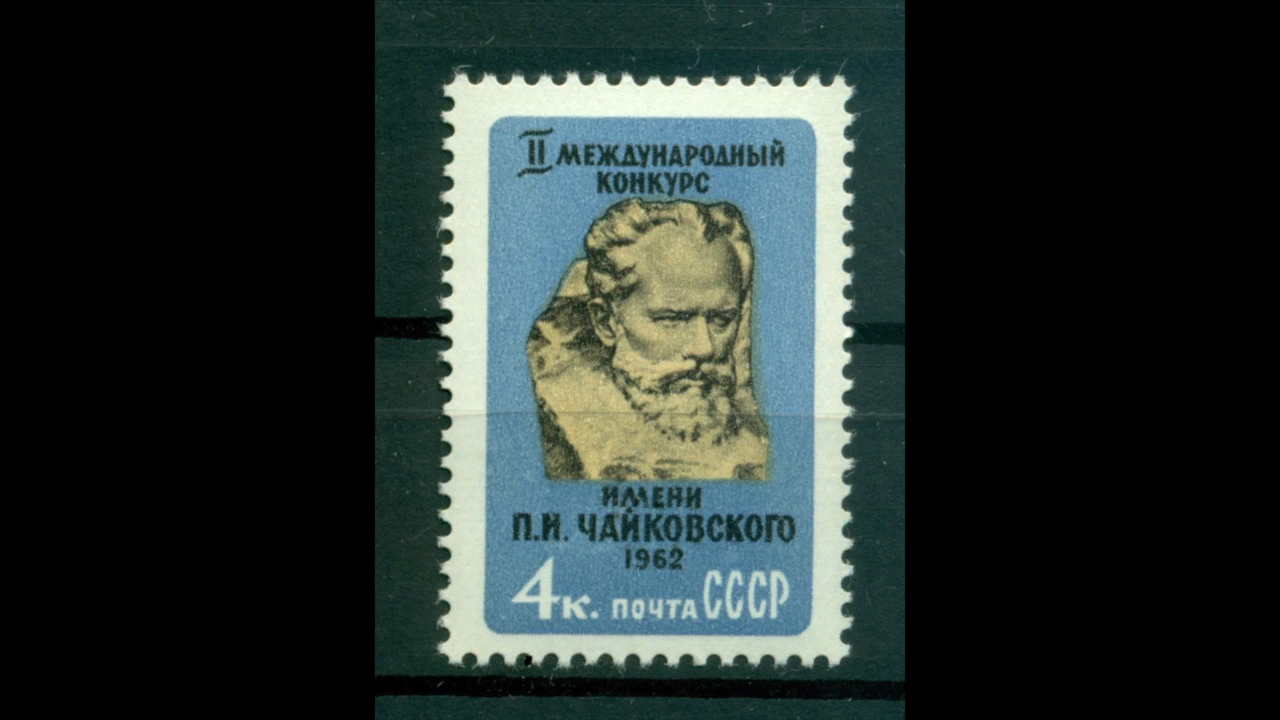 II МЕЖДУНАРОДНЫЙ
КОНКУРС
ИМЕНИ
П.И. ЧАЙКОВСКОГО
1962
4к. ПОЧТА СССР